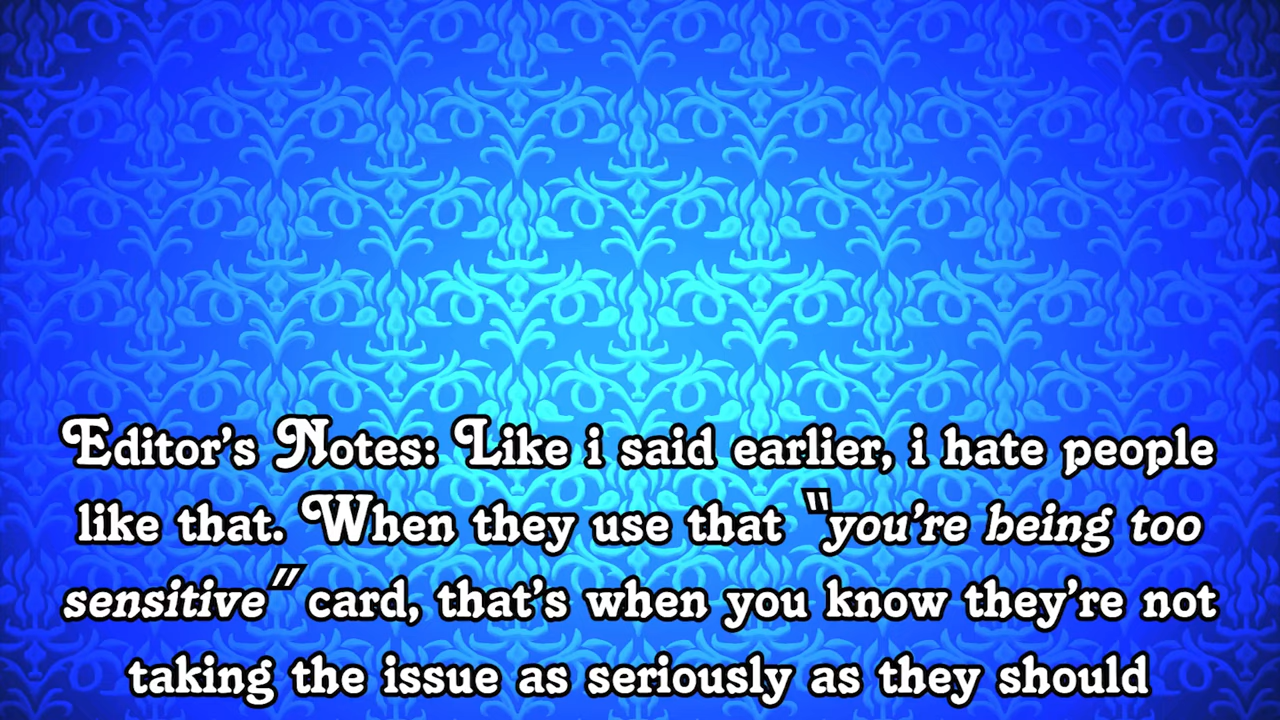 Editor's Notes: Like i said earlier, i hate people
like that. When they use that "you're being too
sensitive" card, that's when you know they're not
taking the issue as seriously as they should